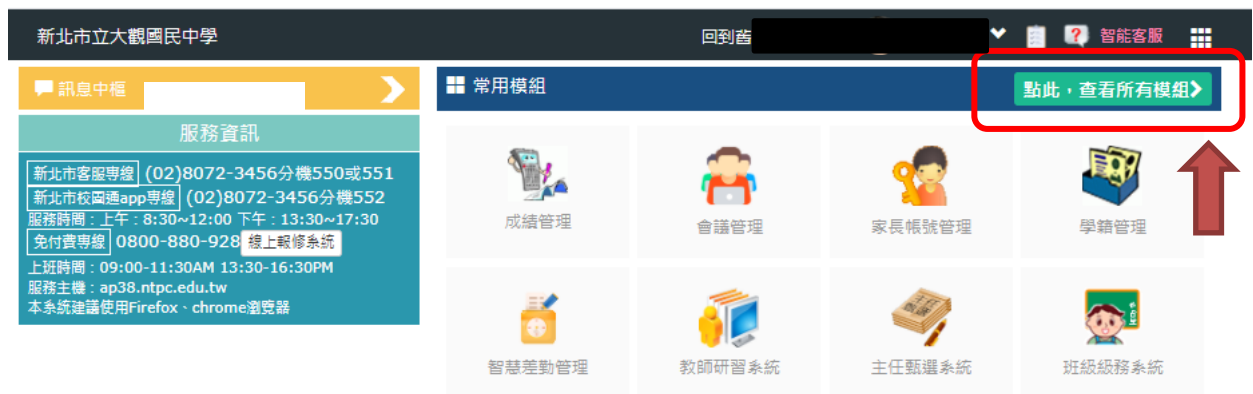 新北市立大觀國民中學
回到舊
智能客服
訊息中樞
常用模組
點此，查看所有模組
服務資訊
新北市客服專線 (02)8072-3456分機550或551
新北市校園通app專線 (02)8072-3456分機552
服務時間：上午：8:30~12:00 下午：13:30~17:30
免付費專線 0800-880-928 線上報修系統
上班時間：09:00-11:30AM 13:30-16:30PM
服務主機：ap38.ntpc.edu.tw
本系統建議使用Firefox、chrome瀏覽器
成績管理
會議管理
家長帳號管理
學籍管理
智慧差勤管理
教師研習系統
主任甄選系統
班級級務系統